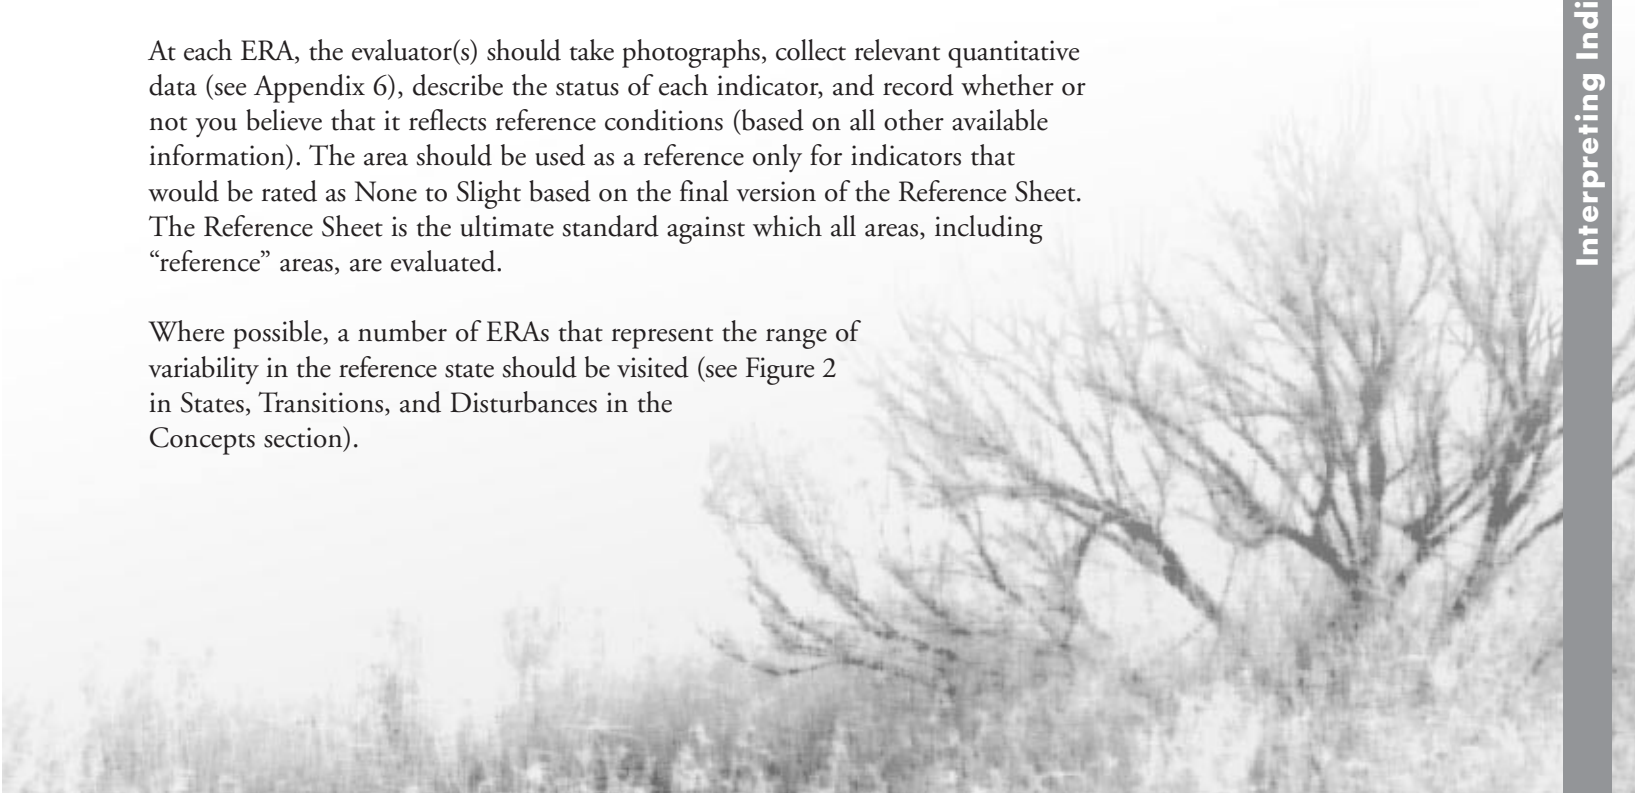 At each ERA, the evaluator(s) should take photographs, collect relevant quantitative
data (see Appendix 6), describe the status of each indicator, and record whether or
not you believe that it reflects reference conditions (based on all other available
information). The area should be used as a reference only for indicators that
would be rated as None to Slight based on the final version of the Reference Sheet.
The Reference Sheet is the ultimate standard against which all areas, including
“reference” areas, are evaluated.
Where possible, a number of ERAs that represent the range of
variability in the reference state should be visited (see Figure 2
in States, Transitions, and Disturbances in the
Concepts section).
Interpreting